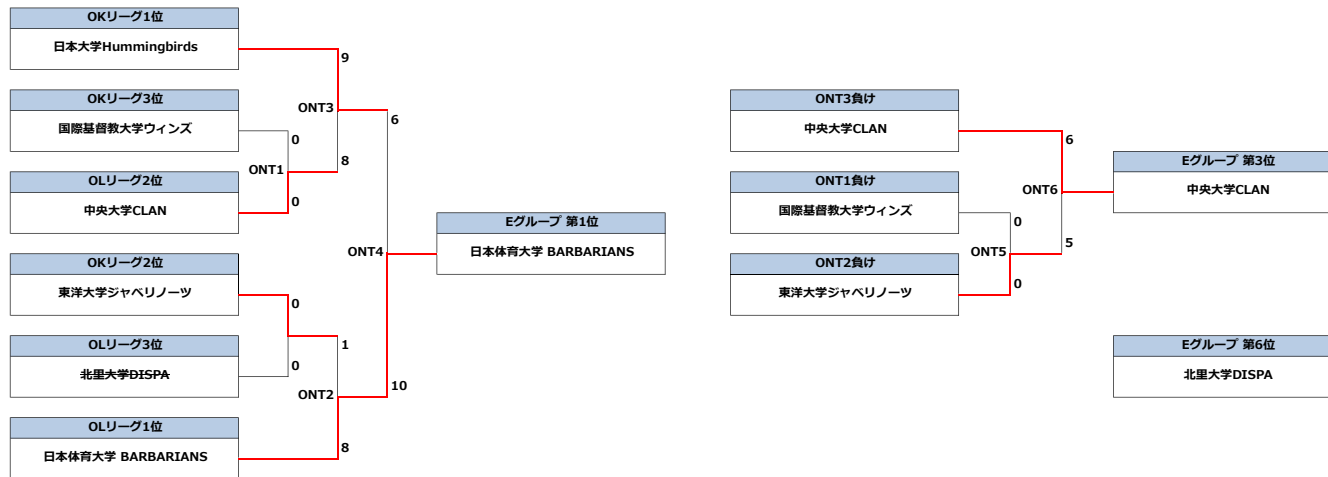 OKリーグ1位
日本大学Hummingbirds
9
ONT3
OKリーグ3位
国際基督教大学ウィンズ
0
ONT1
6
8
OLリーグ2位
中央大学CLAN
0
Eグループ 第1位
日本体育大学 BARBARIANS
ONT4
OKリーグ2位
東洋大学ジャベリノーツ
0
1
OLリーグ3位
北里大学DISPA
0
ONT2
10
OLリーグ1位
日本体育大学 BARBARIANS
8
ONT3負け
中央大学CLAN
6
ONT6
Eグループ 第3位
中央大学CLAN
ONT1負け
国際基督教大学ウィンズ
0
ONT5
5
ONT2負け
東洋大学ジャベリノーツ
0
Eグループ 第6位
北里大学DISPA